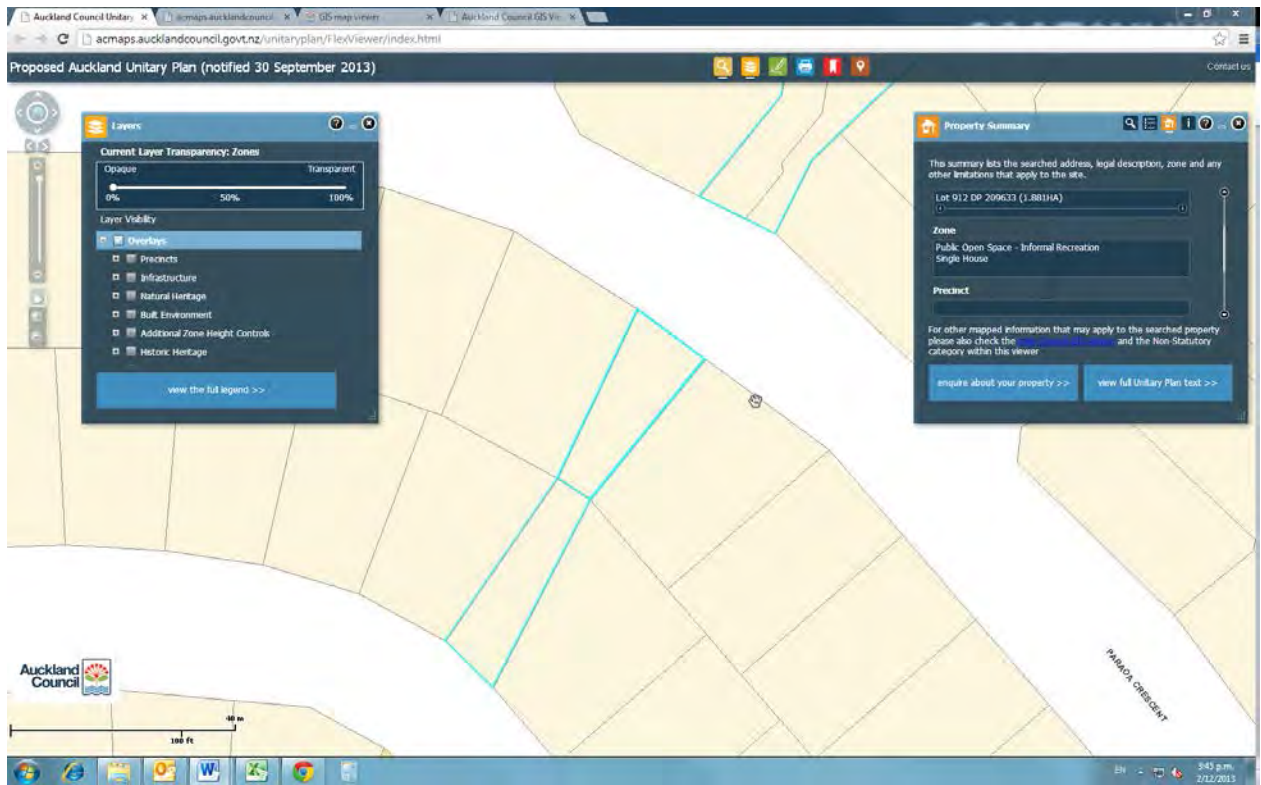 Auckland Council Unitary
acmaps.aucklandcouncil.
GIS map viewer
Auckland Council GIS Vie
acmaps.aucklandcouncil.govt.nz/unitaryplan/FlexViewer/index.html
Proposed Auckland Unitary Plan (notified 30 September 2013)
Contact us
Layers
Current Layer Transparency: Zones
Opaque Transparent
0% 50% 100%
Layer Visibility
Overlays
Precincts
Infrastructure
Natural Heritage
Built Environment
Additional Zone Height Controls
Historic Heritage
view the full legend >>
Property Summary
This summary lists the searched address, legal description, zone and any
other limitations that apply to the site.
Lot 912 DP 209633 (1.881HA)
Zone
Public Open Space - Informal Recreation
Single House
Precinct
For other mapped information that may apply to the searched property
please also check the and the Non-Statutory
category within this viewer
enquire about your property >>
view full Unitary Plan text >>
PARAOA CRESCENT
Auckland
Council
40 m
100 ft
EN
3:45 p.m.
2/12/2013